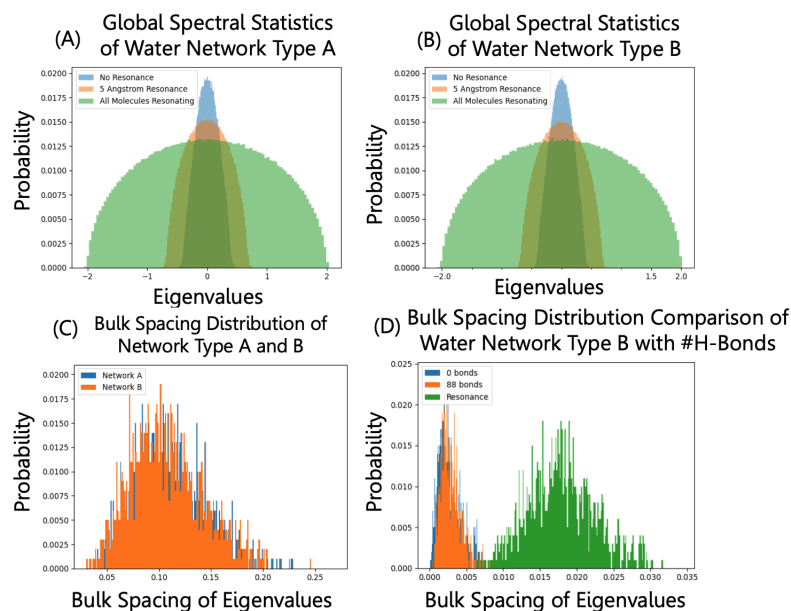 (A) Global Spectral Statistics
of Water Network Type A
No Resonance
5 Angstrom Resonance
All Molecules Resonating
Probability
0.0200
0.0175
0.0150
0.0125
0.0100
0.0075
0.0050
0.0025
0.0000
−2 −1 0 1 2
Eigenvalues
(B) Global Spectral Statistics
of Water Network Type B
No Resonance
5 Angstrom Resonance
All Molecules Resonating
Probability
0.0200
0.0175
0.0150
0.0125
0.0100
0.0075
0.0050
0.0025
0.0000
−2.0 1.5 2.0
Eigenvalues
(C) Bulk Spacing Distribution of
Network Type A and B
Network A
Network B
Probability
0.0200
0.0175
0.0150
0.0125
0.0100
0.0075
0.0050
0.0025
0.0000
0.05 0.10 0.15 0.20 0.25
Bulk Spacing of Eigenvalues
(D) Bulk Spacing Distribution Comparison of
Water Network Type B with #H-Bonds
0 bonds
88 bonds
Resonance
Probability
0.025
0.020
0.015
0.010
0.005
0.000
0.000 0.005 0.010 0.015 0.020 0.025 0.030 0.035
Bulk Spacing of Eigenvalues